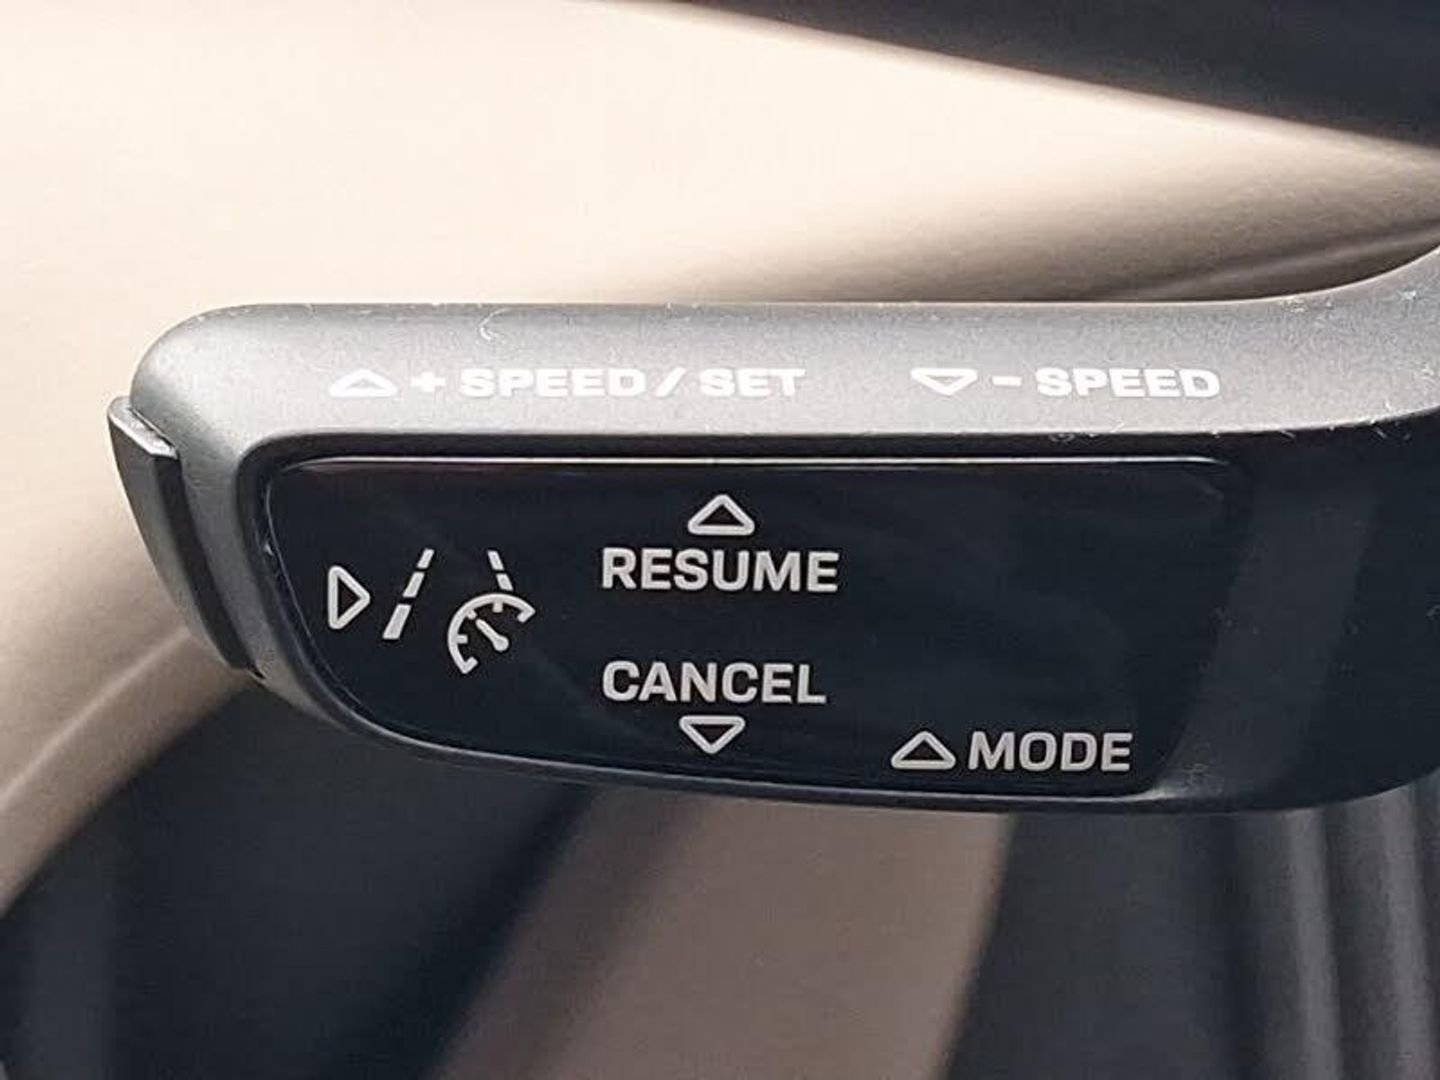 + SPEED / SET - SPEED
RESUME
CANCEL
MODE